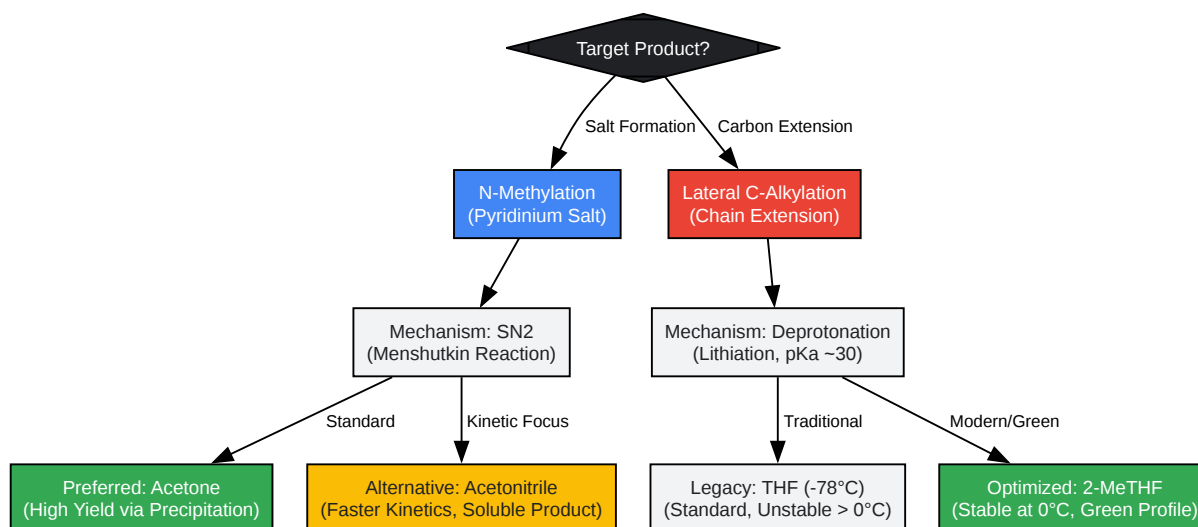 Target Product?
Salt Formation
Carbon Extension
N-Methylation
(Pyridinium Salt)
Lateral C-Alkylation
(Chain Extension)
Mechanism: SN2
(Menshutkin Reaction)
Mechanism: Deprotonation
(Lithiation, pKa ~30)
Standard
Kinetic Focus
Traditional
Modern/Green
Preferred: Acetone
(High Yield via Precipitation)
Alternative: Acetonitrile
(Faster Kinetics, Soluble Product)
Legacy: THF (-78°C)
(Standard, Unstable > 0°C)
Optimized: 2-MeTHF
(Stable at 0°C, Green Profile)